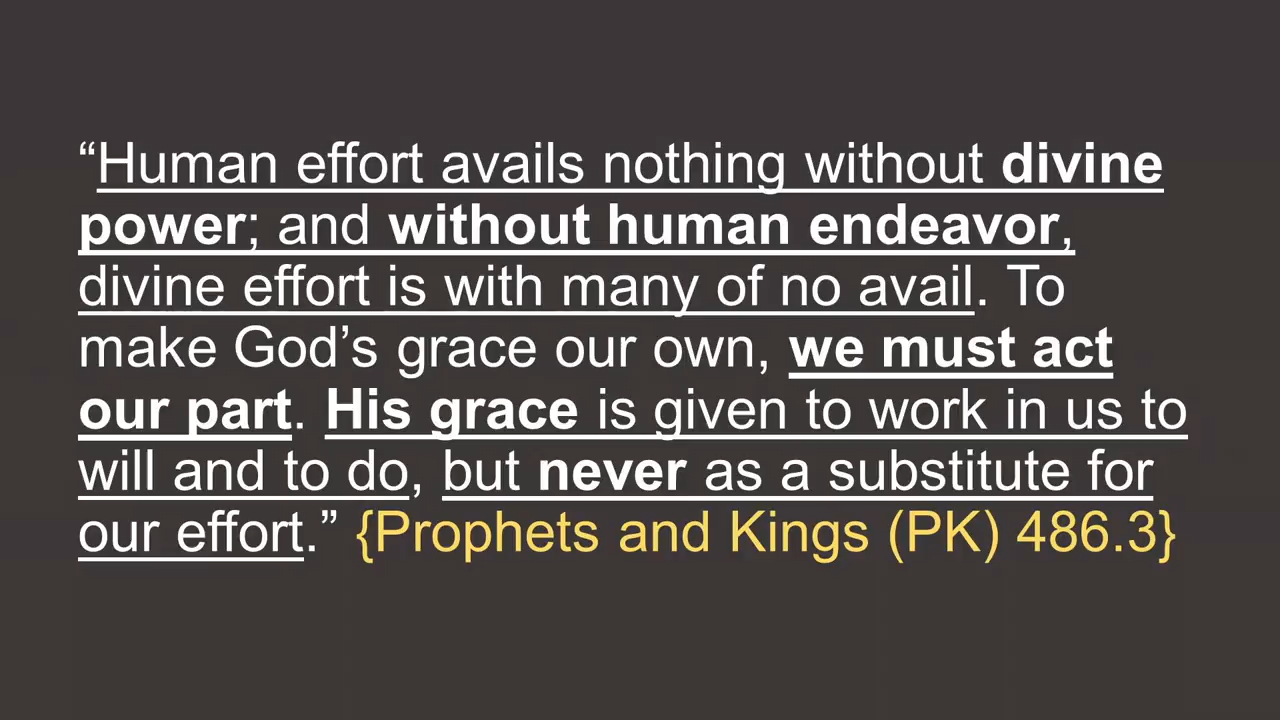 “Human effort avails nothing without divine
power; and without human endeavor,
divine effort is with many of no avail. To
make God’s grace our own, we must act
our part. His grace is given to work in us to
will and to do, but never as a substitute for
our effort.” {Prophets and Kings (PK) 486.3}